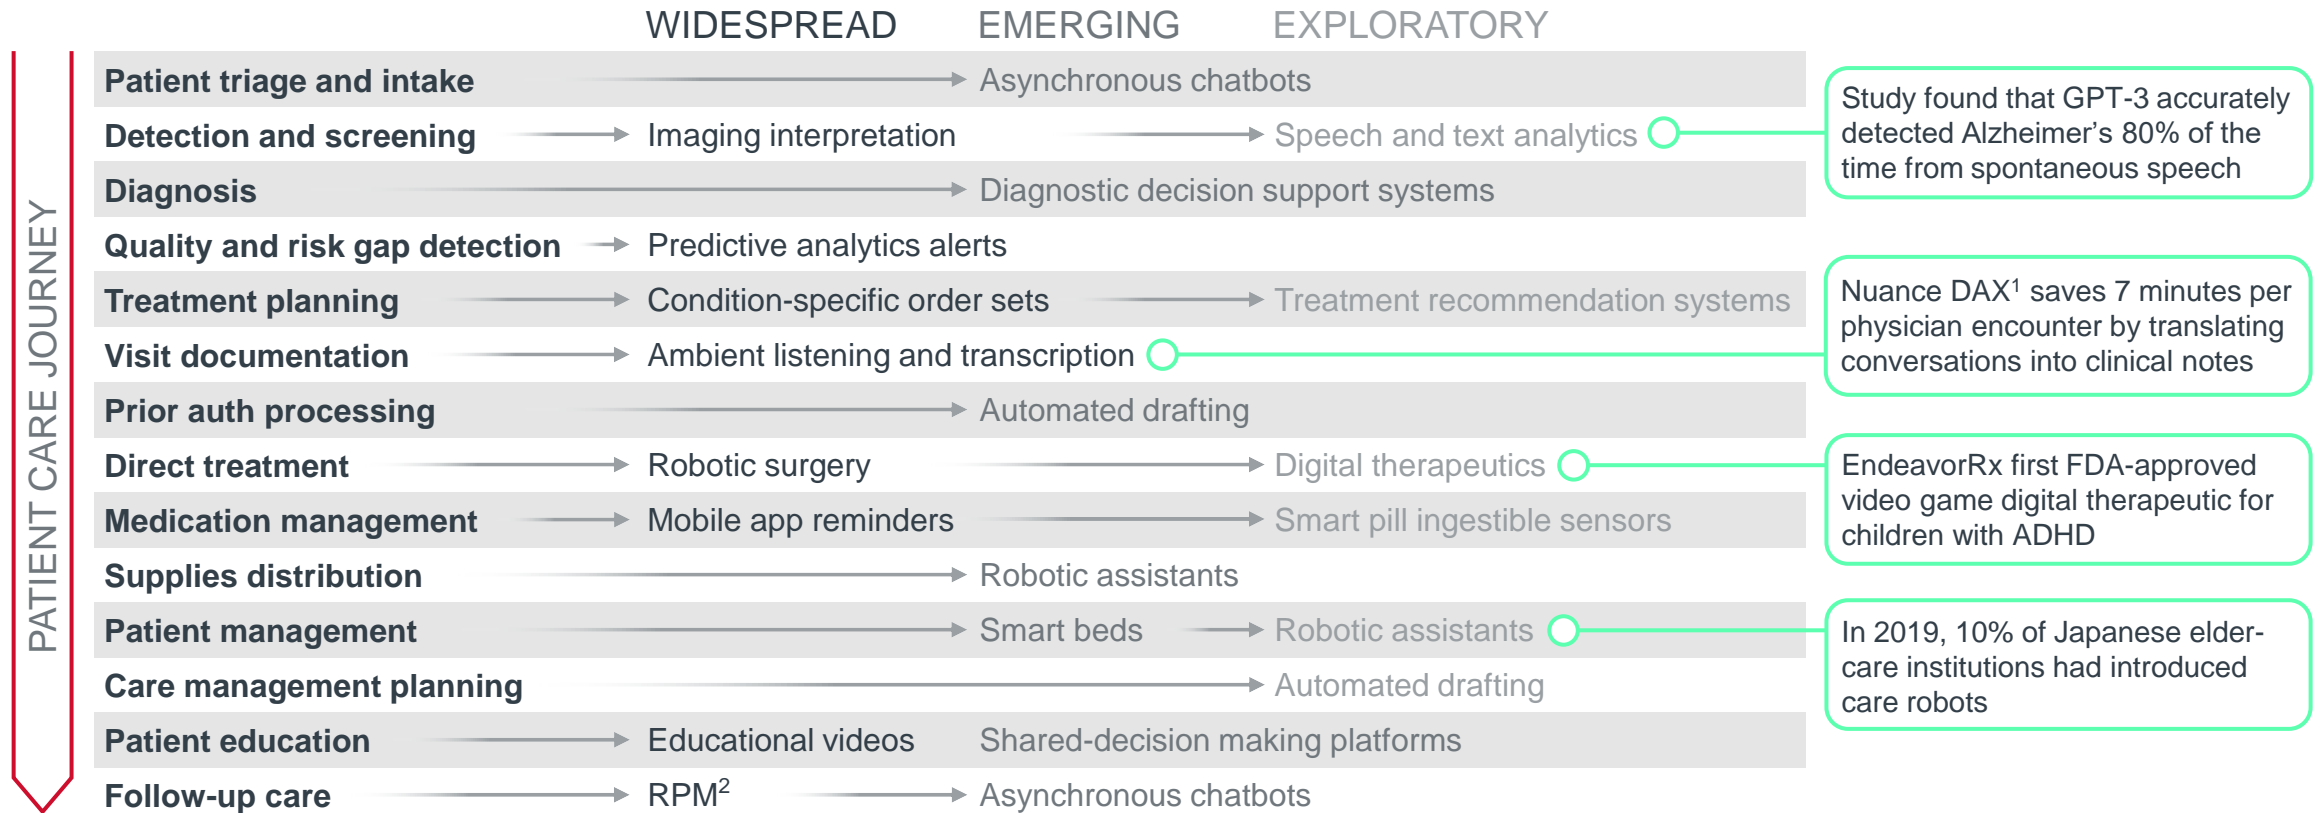 WIDESPREAD EMERGING EXPLORATORY
PATIENT CARE JOURNEY
Patient triage and intake Asynchronous chatbots
Detection and screening Imaging interpretation Speech and text analytics
Diagnosis Diagnostic decision support systems
Quality and risk gap detection Predictive analytics alerts
Treatment planning Condition-specific order sets Treatment recommendation systems
Visit documentation Ambient listening and transcription
Prior auth processing Automated drafting
Direct treatment Robotic surgery Digital therapeutics
Medication management Mobile app reminders Smart pill ingestible sensors
Supplies distribution Robotic assistants
Patient management Smart beds Robotic assistants
Care management planning Automated drafting
Patient education Educational videos Shared-decision making platforms
Follow-up care RPM² Asynchronous chatbots
Study found that GPT-3 accurately
detected Alzheimer’s 80% of the
time from spontaneous speech
Nuance DAX¹ saves 7 minutes per
physician encounter by translating
conversations into clinical notes
EndeavorRx first FDA-approved
video game digital therapeutic for
children with ADHD
In 2019, 10% of Japanese elder-
care institutions had introduced
care robots